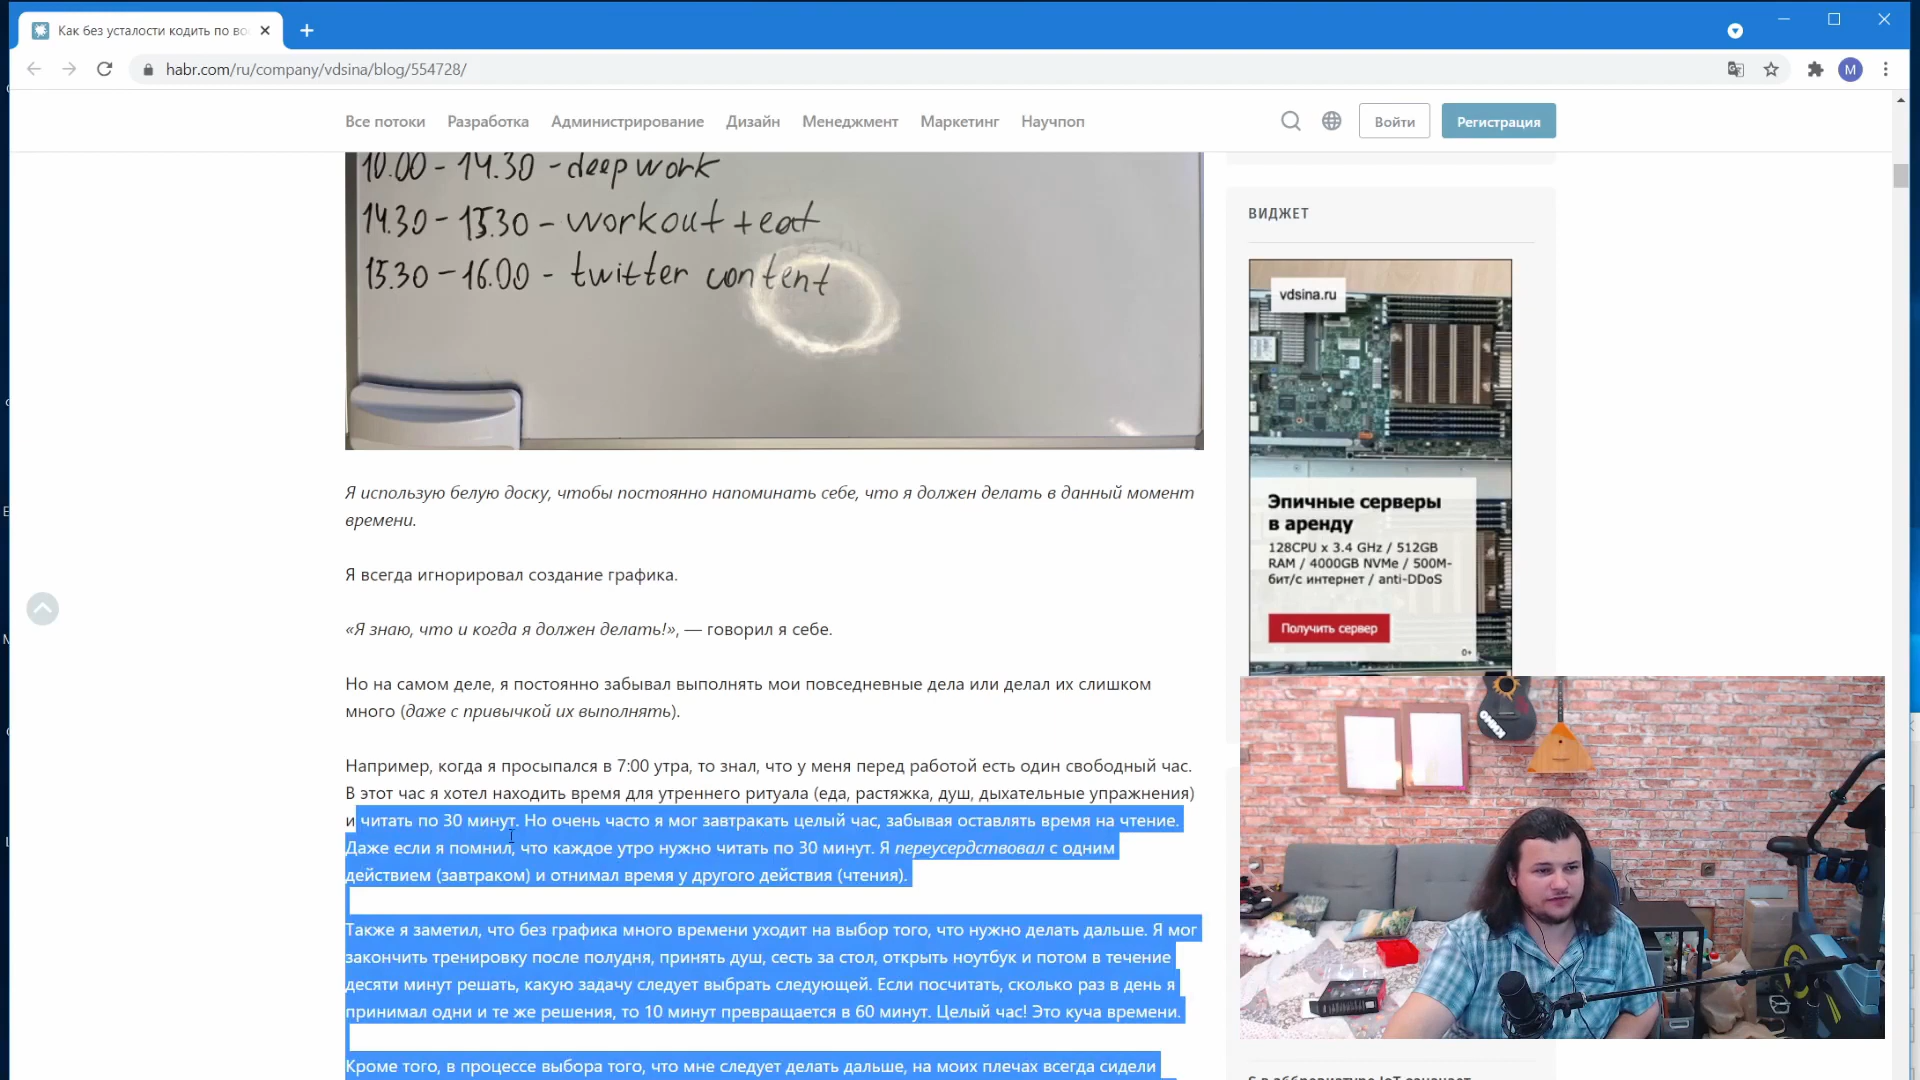 Как без усталости кодить по во
habr.com/ru/company/vdsina/blog/554728/
M
Все потоки Разработка Администрирование Дизайн Менеджмент Маркетинг Научпоп
Войти Регистрация
10.00 - 14.30 - deep work
14.30 - 15.30 - workout + eat
15.30 - 16.00 - twitter content
Я использую белую доску, чтобы постоянно напоминать себе, что я должен делать в данный момент
времени.
Я всегда игнорировал создание графика.
«Я знаю, что и когда я должен делать!», — говорил я себе.
Но на самом деле, я постоянно забывал выполнять мои повседневные дела или делал их слишком
много (даже с привычкой их выполнять).
Например, когда я просыпался в 7:00 утра, то знал, что у меня перед работой есть один свободный час.
В этот час я хотел находить время для утреннего ритуала (еда, растяжка, душ, дыхательные упражнения)
и читать по 30 минут. Но очень часто я мог завтракать целый час, забывая оставлять время на чтение.
Даже если я помнил, что каждое утро нужно читать по 30 минут. Я переусердствовал с одним
действием (завтраком) и отнимал время у другого действия (чтения).
Также я заметил, что без графика много времени уходит на выбор того, что нужно делать дальше. Я мог
закончить тренировку после полудня, принять душ, сесть за стол, открыть ноутбук и потом в течение
десяти минут решать, какую задачу следует выбрать следующей. Если посчитать, сколько раз в день я
принимал одни и те же решения, то 10 минут превращается в 60 минут. Целый час! Это куча времени.
Кроме того, в процессе выбора того, что мне следует делать дальше, на моих плечах всегда сидели
ВИДЖЕТ
vdsina.ru
Эпичные серверы
в аренду
128CPU x 3.4 GHz / 512GB
RAM / 4000GB NVMe / 500М-
бит/с интернет / anti-DDoS
Получить сервер
0+